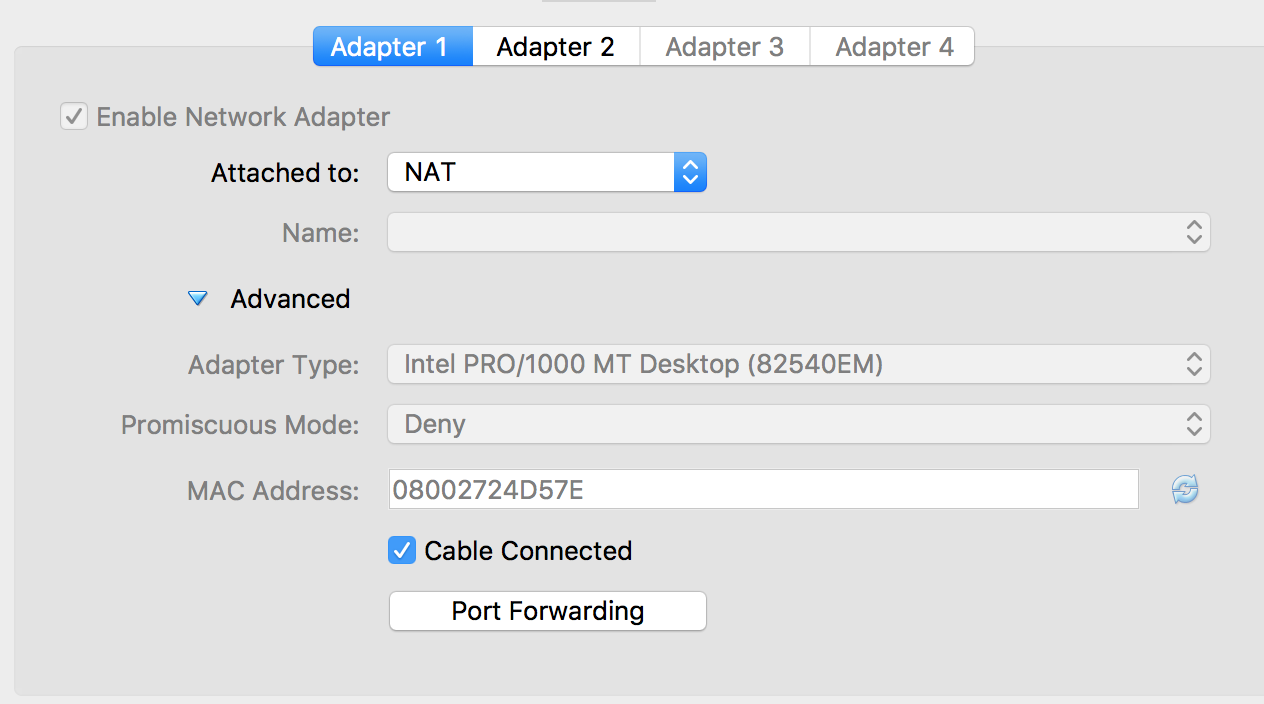 Adapter 1 Adapter 2 Adapter 3 Adapter 4
Enable Network Adapter
Attached to: NAT
Name:
Advanced
Adapter Type: Intel PRO/1000 MT Desktop (82540EM)
Promiscuous Mode: Deny
MAC Address: 08002724D57E
Cable Connected
Port Forwarding